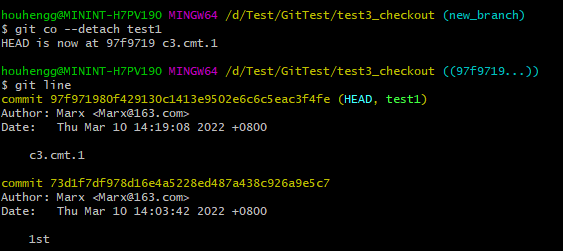 houhengg@MININT-H7PV190 MINGW64 /d/Test/GitTest/test3_checkout (new_branch)
$ git co --detach test1
HEAD is now at 97f9719 c3.cmt.1
houhengg@MININT-H7PV190 MINGW64 /d/Test/GitTest/test3_checkout ((97f9719...))
$ git line
commit 97f971980f429130c1413e9502e6c6c5eac3f4fe (HEAD, test1)
Author: Marx <Marx@163.com>
Date:   Thu Mar 10 14:19:08 2022 +0800
c3.cmt.1
commit 73d1f7df978d16e4a5228ed487a438c926a9e5c7
Author: Marx <Marx@163.com>
Date:   Thu Mar 10 14:03:42 2022 +0800
1st